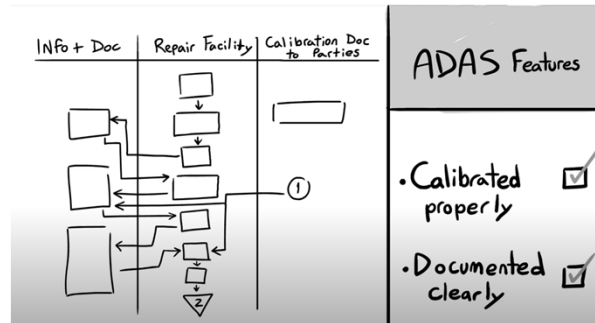 INfo + Doc
Repair Facility
Calibration Doc
to Parties
1
2
ADAS Features
• Calibrated
properly
• Documented
clearly